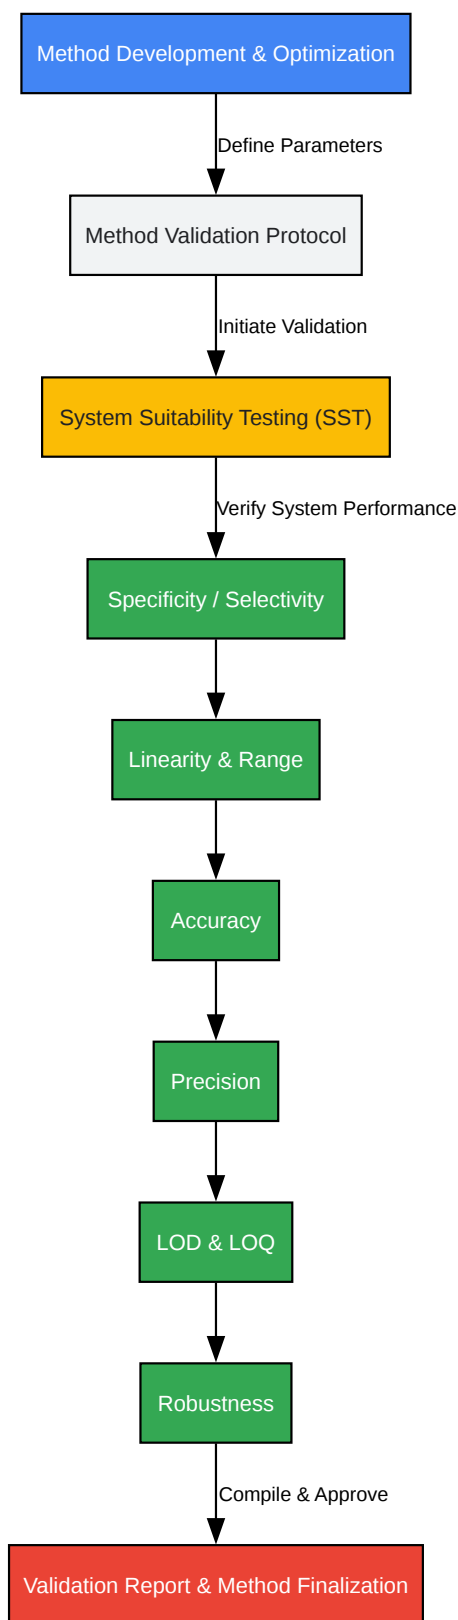 Method Development & Optimization
Define Parameters
Method Validation Protocol
Initiate Validation
System Suitability Testing (SST)
Verify System Performance
Specificity / Selectivity
Linearity & Range
Accuracy
Precision
LOD & LOQ
Robustness
Compile & Approve
Validation Report & Method Finalization